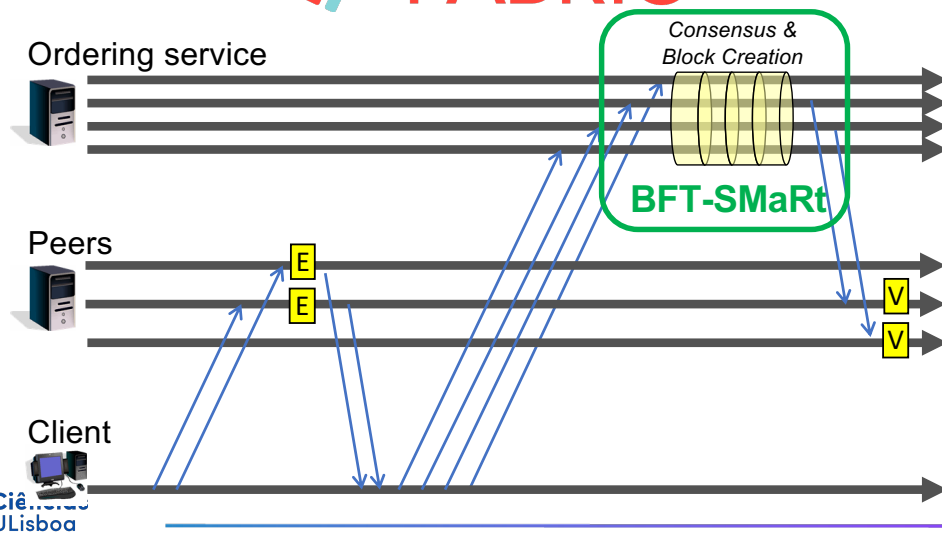 Consensus &
Block Creation
Ordering service
BFT-SMaRt
Peers
E
E
V
V
Client
ULisboa